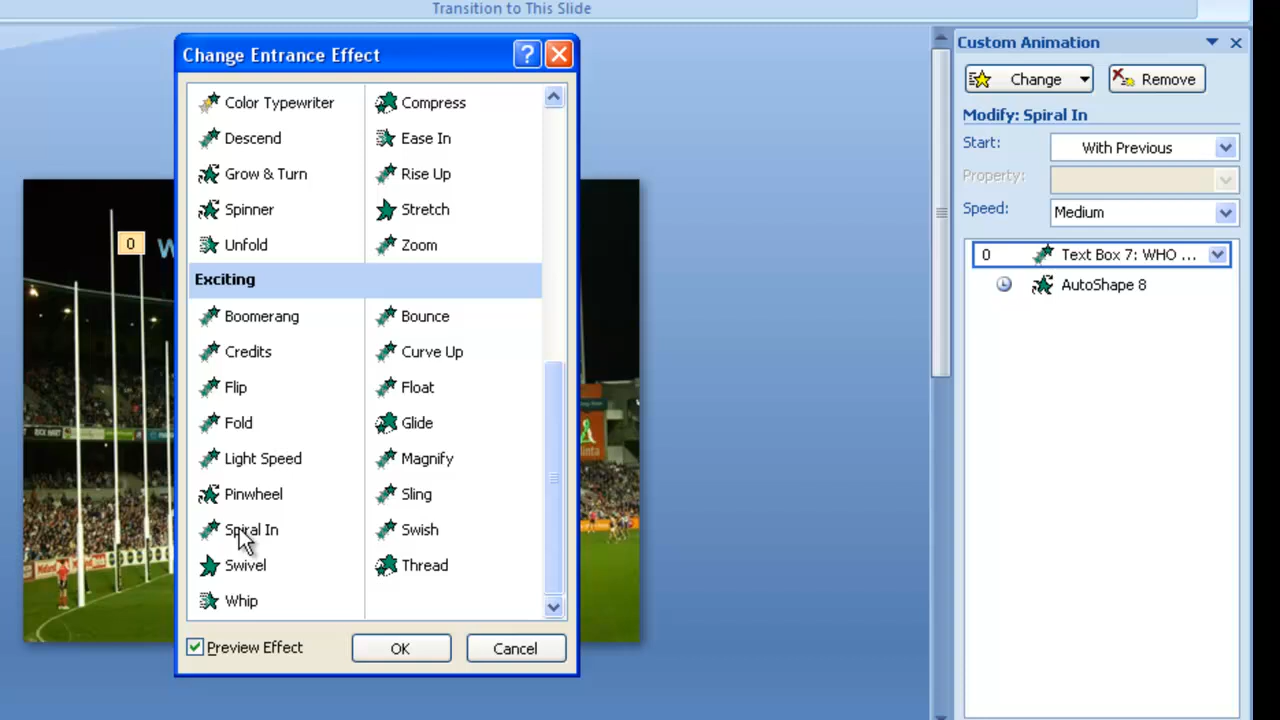 Transition to This Slide
Change Entrance Effect
Color Typewriter
Compress
Descend
Ease In
Grow & Turn
Rise Up
Spinner
Stretch
Unfold
Zoom
Exciting
Boomerang
Bounce
Credits
Curve Up
Flip
Float
Fold
Glide
Light Speed
Magnify
Pinwheel
Sling
Spiral In
Swish
Swivel
Thread
Whip
Preview Effect
OK
Cancel
0
W
Custom Animation
Change
Remove
Modify: Spiral In
Start:
With Previous
Property:
Speed:
Medium
0 Text Box 7: WHO ...
AutoShape 8